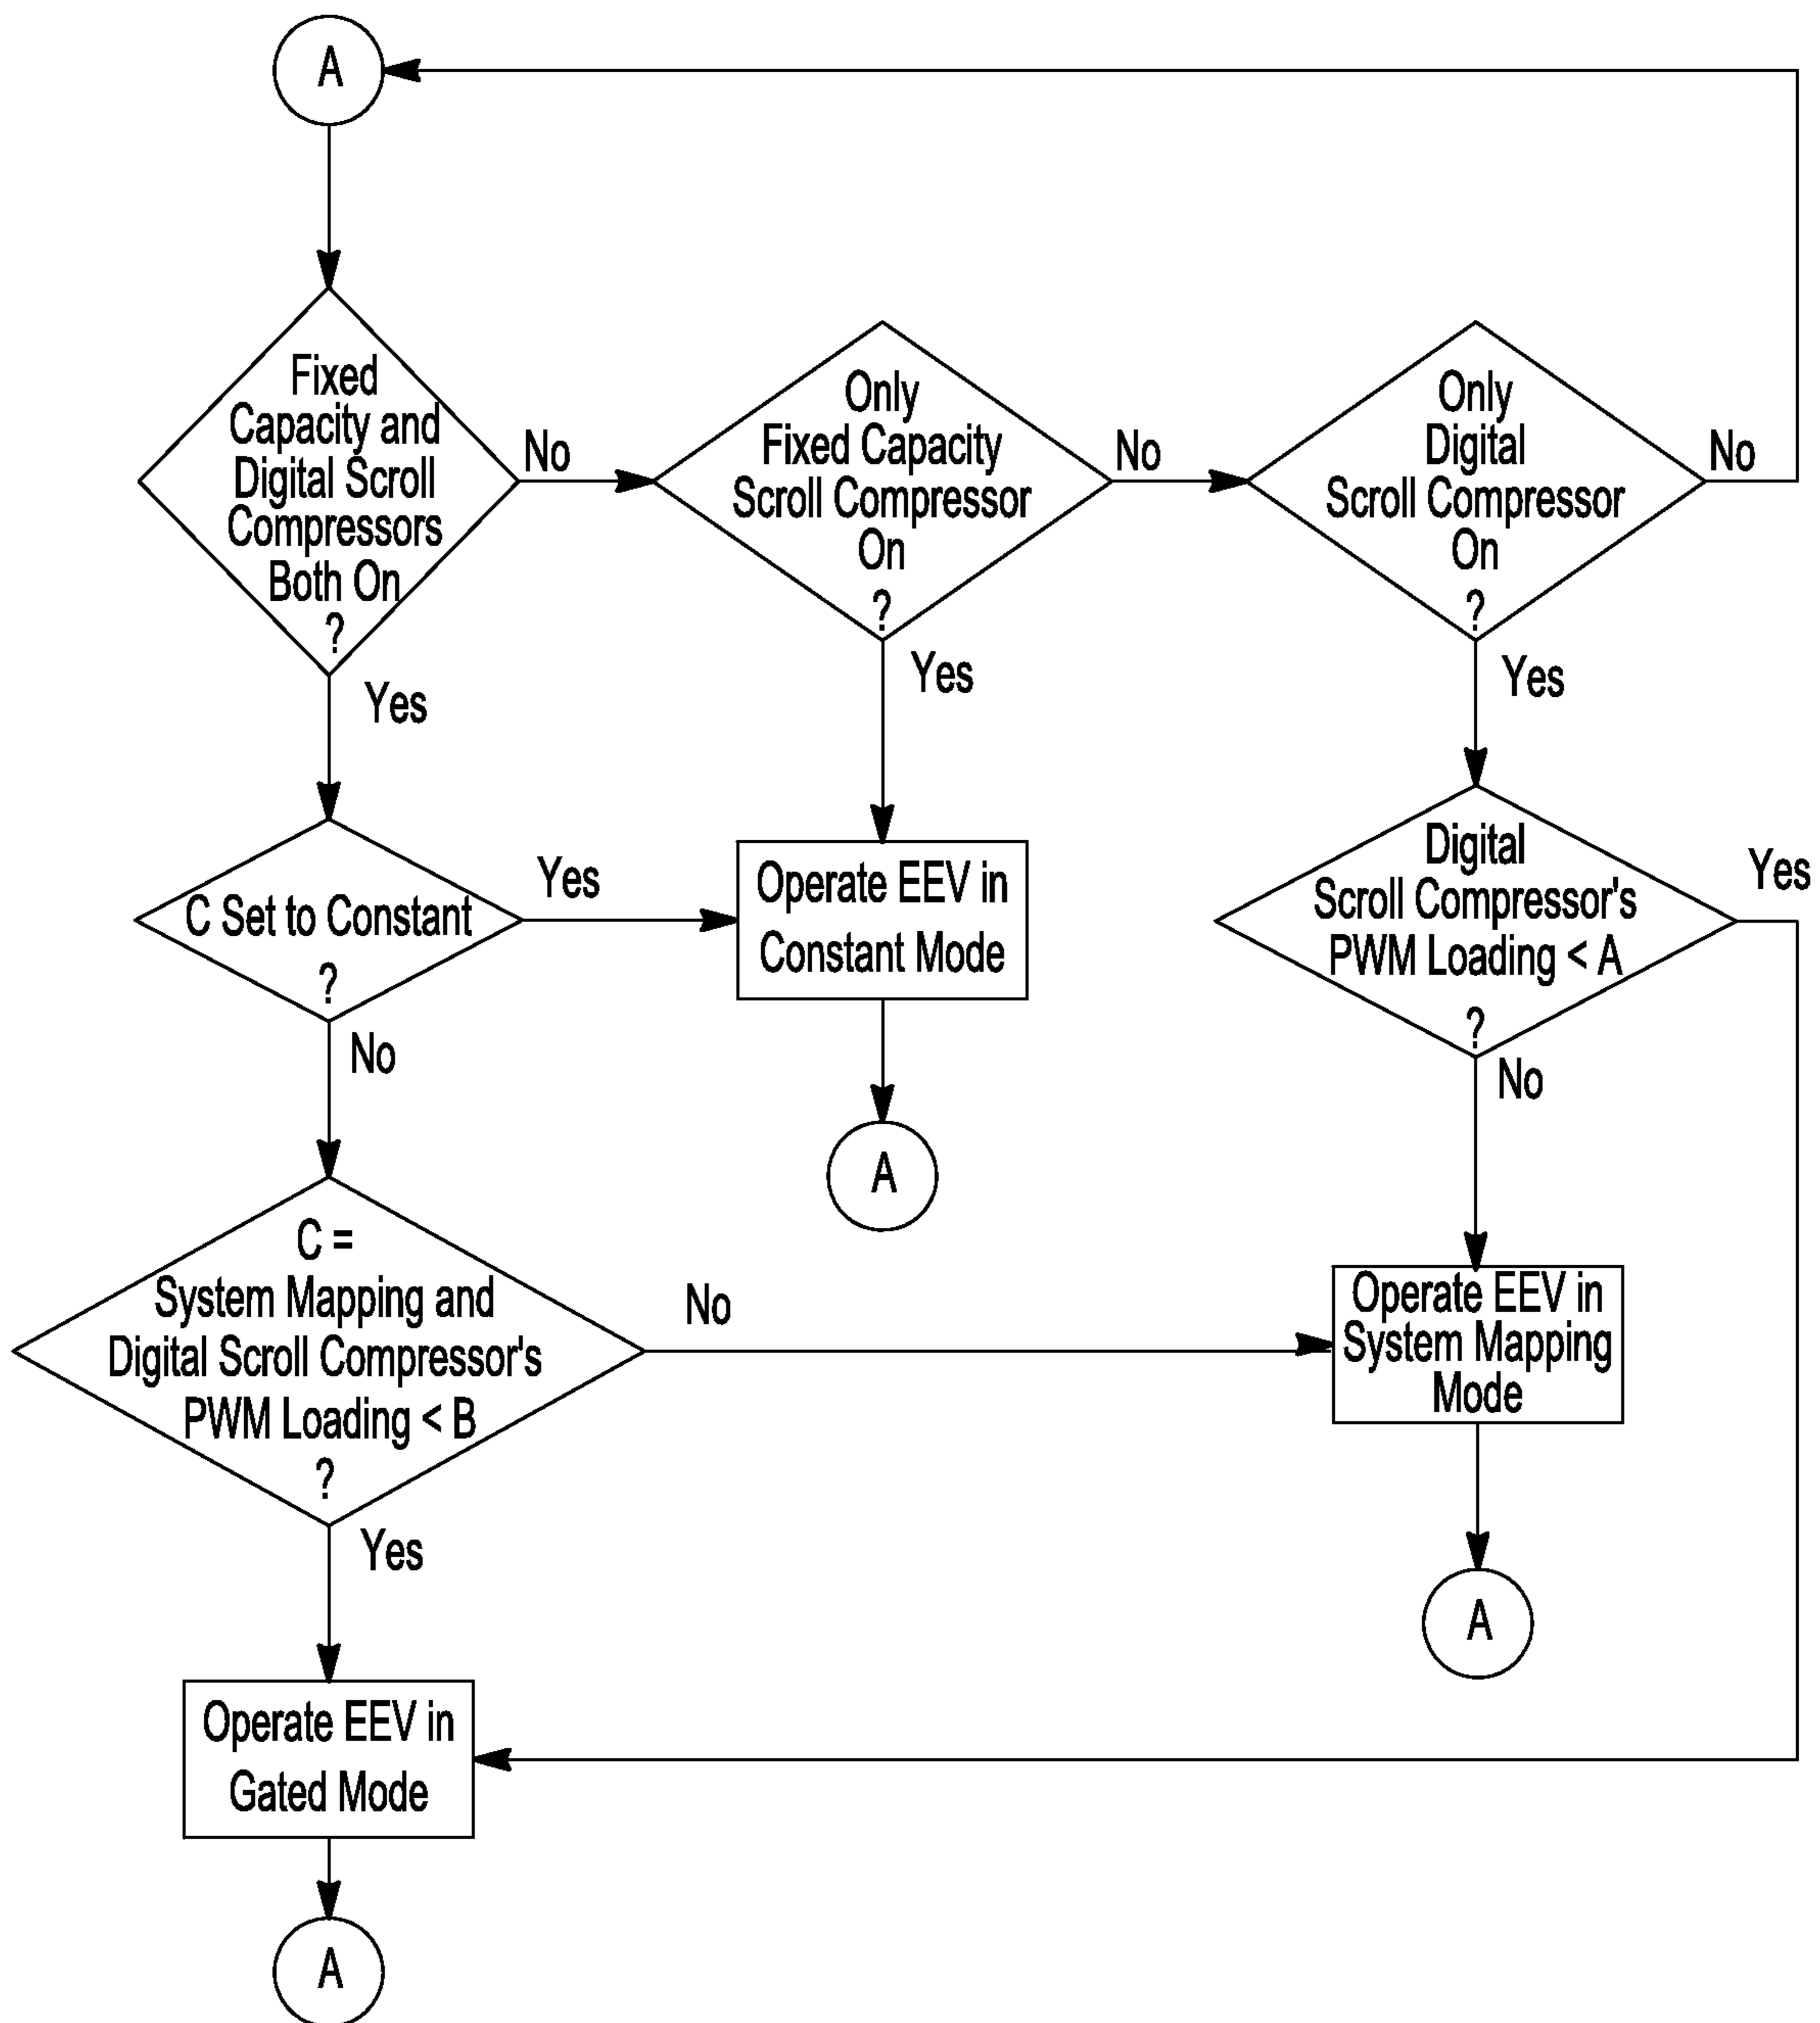 A
Fixed
Capacity and
Digital Scroll
Compressors
Both On
?
No
Only
Fixed Capacity
Scroll Compressor
On
?
No
Only
Digital
Scroll Compressor
On
?
No
Yes
Yes
Yes
C Set to Constant
?
Yes
Operate EEV in
Constant Mode
Digital
Scroll Compressor's
PWM Loading < A
?
Yes
No
No
A
C =
System Mapping and
Digital Scroll Compressor's
PWM Loading < B
?
No
Operate EEV in
System Mapping
Mode
Yes
A
Operate EEV in
Gated Mode
A